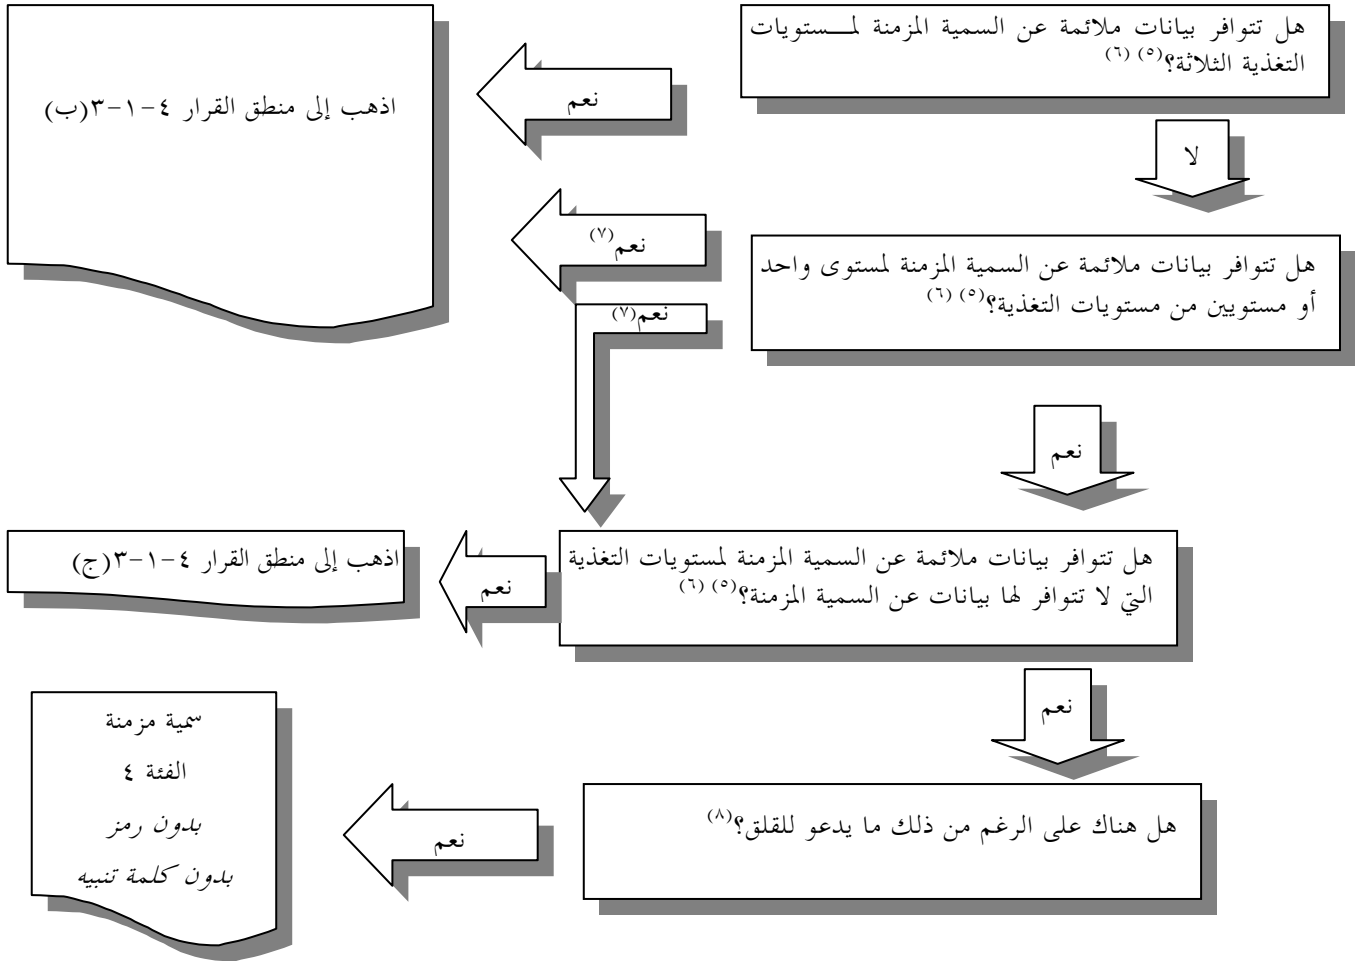 هل تتوافر بيانات ملائمة عن السمية المزمنة لمـــستويات
التغذية الثلاثة؟(٥) (٦)
نعم
اذهب إلى منطق القرار ٤-١-٣(ب)
لا
هل تتوافر بيانات ملائمة عن السمية المزمنة لمستوى واحد
أو مستويين من مستويات التغذية؟(٥) (٦)
نعم(٧)
نعم(٧)
نعم
هل تتوافر بيانات ملائمة عن السمية المزمنة لمستويات التغذية
التي لا تتوافر لها بيانات عن السمية المزمنة؟(٥) (٦)
نعم
اذهب إلى منطق القرار ٤-١-٣(ج)
نعم
هل هناك على الرغم من ذلك ما يدعو للقلق؟(٨)
نعم
سمية مزمنة
الفئة ٤
بدون رمز
بدون كلمة تنبيه